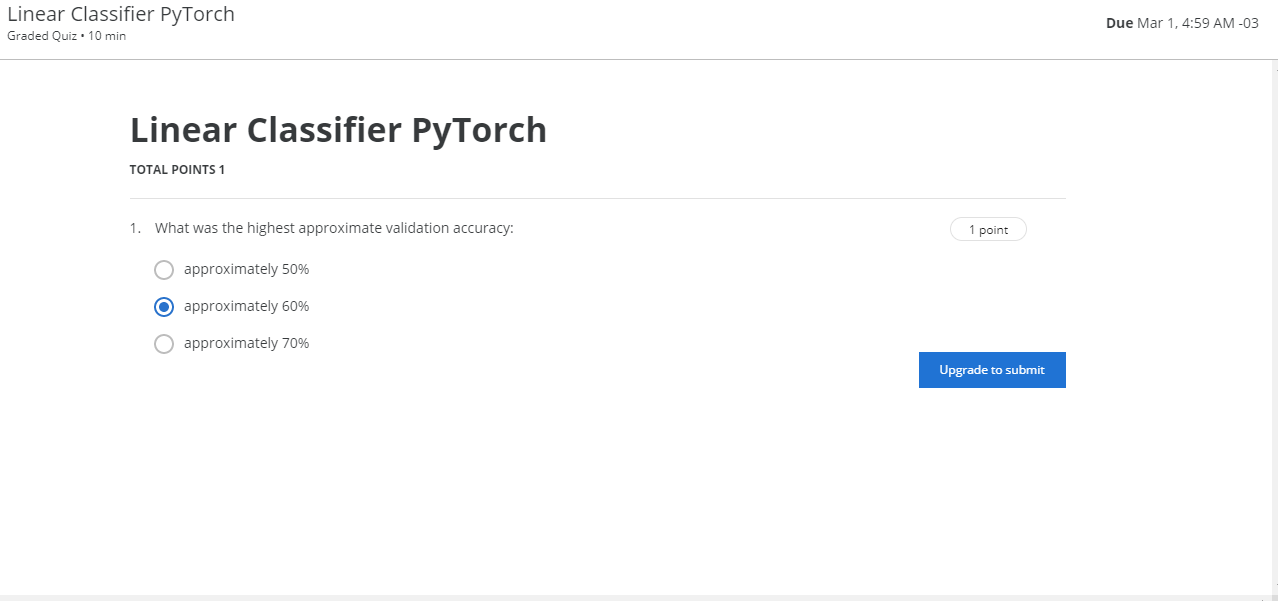 Linear Classifier PyTorch
Graded Quiz • 10 min
Due Mar 1, 4:59 AM -03
Linear Classifier PyTorch
TOTAL POINTS 1
1. What was the highest approximate validation accuracy:
1 point
approximately 50%
approximately 60%
approximately 70%
Upgrade to submit